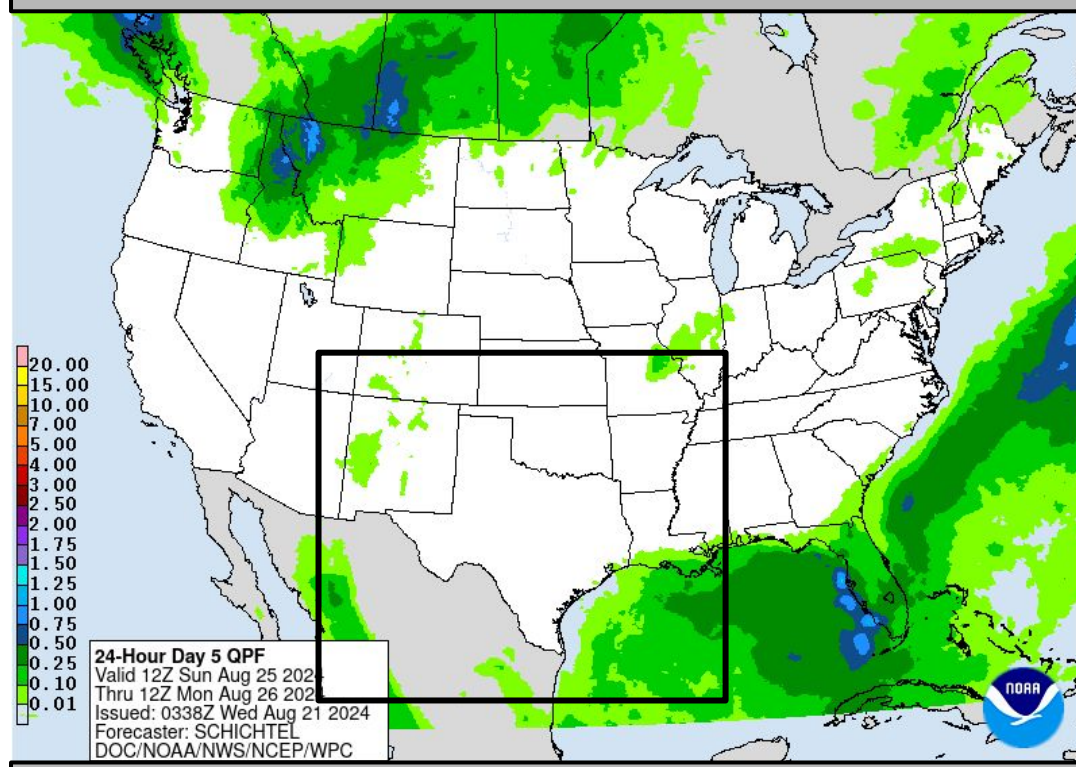 20.00
15.00
10.00
7.00
5.00
4.00
3.00
2.50
2.00
1.75
1.50
1.25
1.00
0.75
0.50
0.25
0.10
0.01
24-Hour Day 5 QPF
Valid 12Z Sun Aug 25 2024
Thru 12Z Mon Aug 26 2024
Issued: 0338Z Wed Aug 21 2024
Forecaster: SCHICHTEL
DOC/NOAA/NWS/NCEP/WPC
NOAA